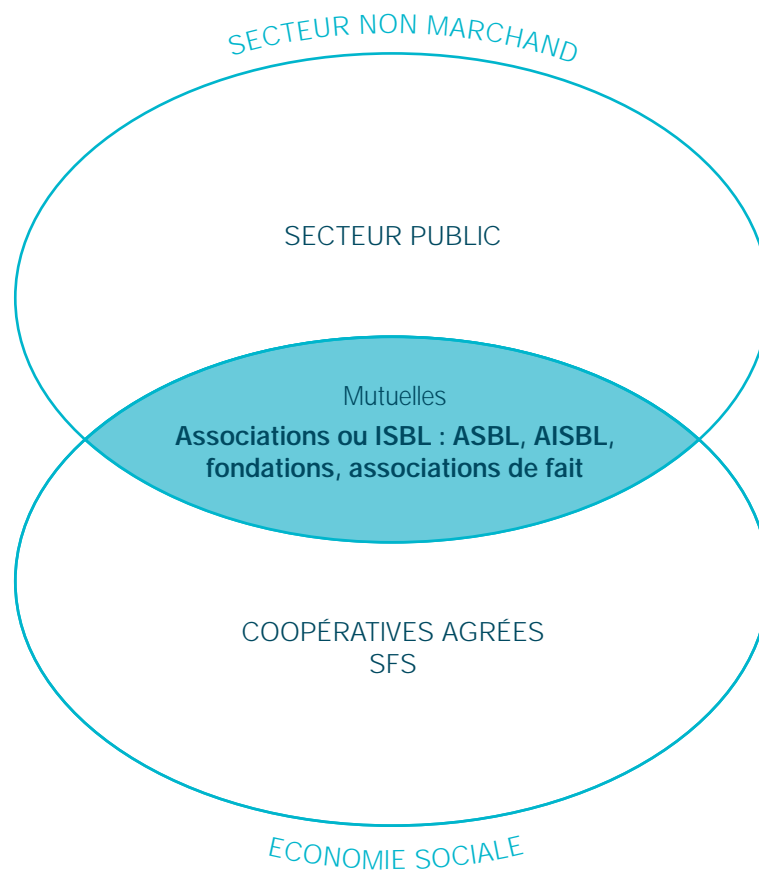 SECTEUR NON MARCHAND
SECTEUR PUBLIC
Mutuelles
Associations ou ISBL : ASBL, AISBL,
fondations, associations de fait
COOPÉRATIVES AGRÉES
SFS
ECONOMIE SOCIALE